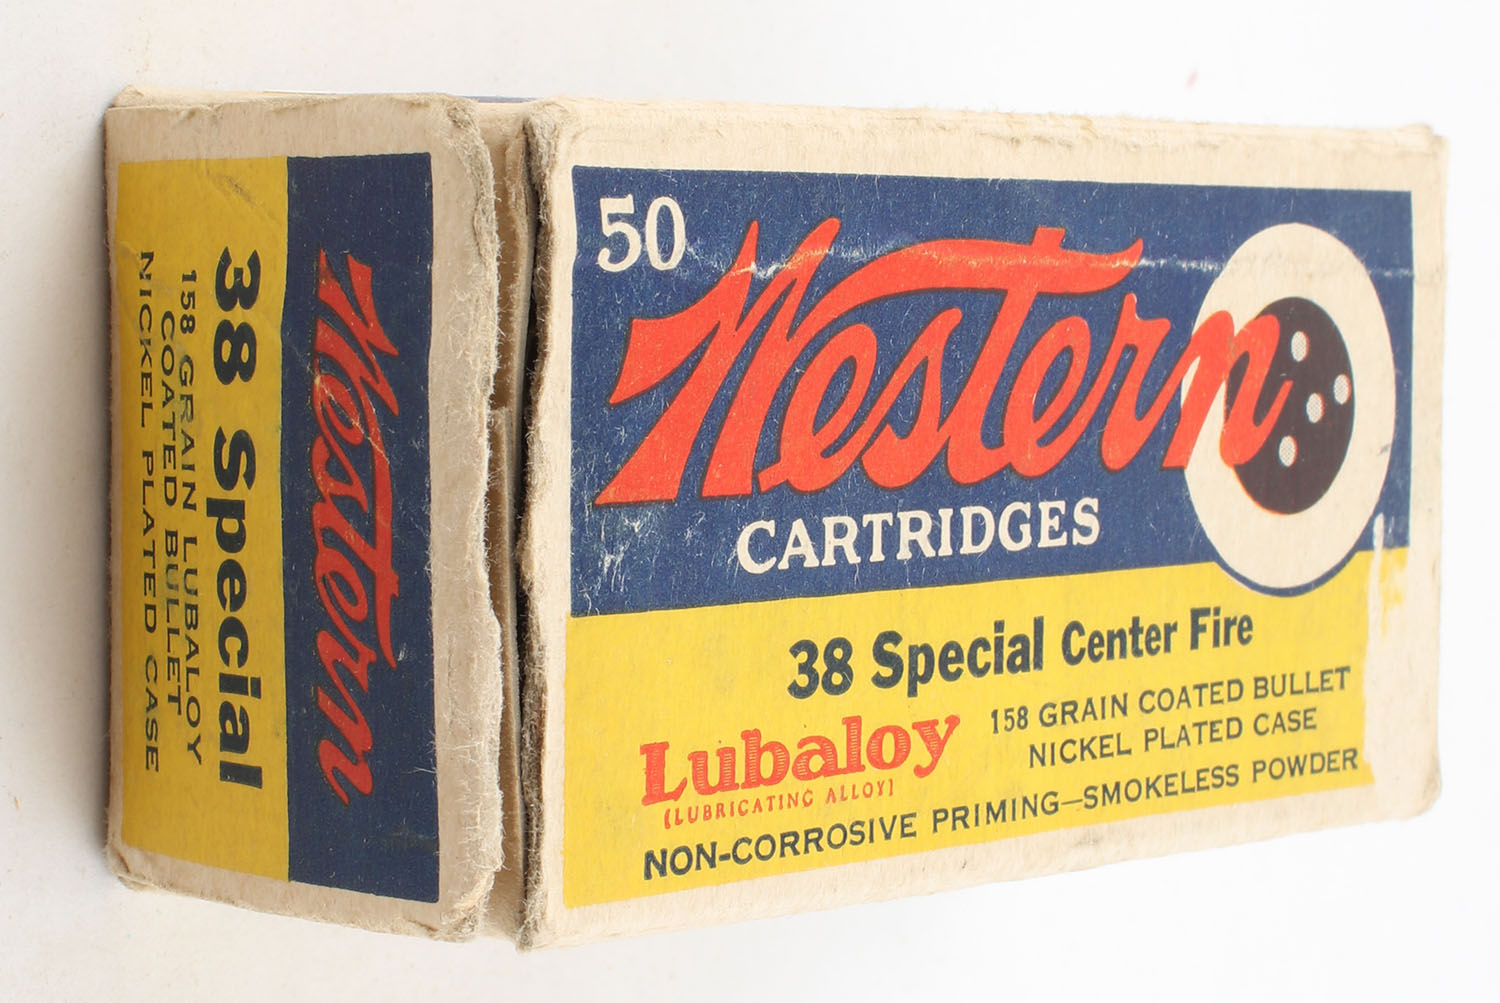 50
Western
CARTRIDGES
38 Special Center Fire
Lubaloy
[LUBRICATING ALLOY]
158 GRAIN COATED BULLET
NICKEL PLATED CASE
NON-CORROSIVE PRIMING—SMOKELESS POWDER
Western
38 Special
158 GRAIN LUBALOY
COATED BULLET
NICKEL PLATED CASE